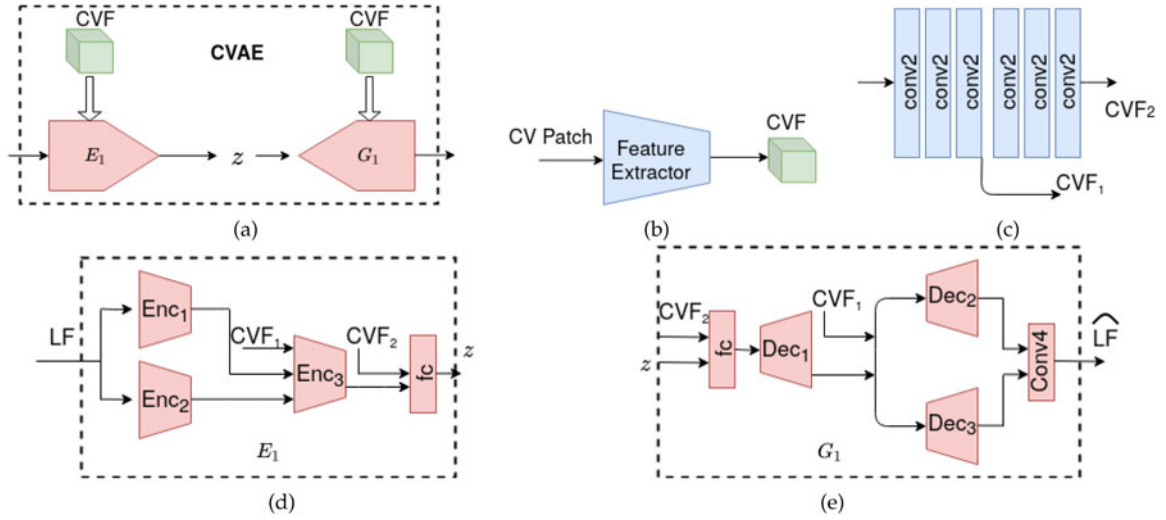 CVF
CVAE
CVF
E₁
z
G₁
(a)
CV Patch
Feature
Extractor
CVF
(b)
conv2
conv2
conv2
conv2
conv2
conv2
CVF₂
CVF₁
(c)
LF
Enc₁
Enc₂
CVF₁
Enc₃
CVF₂
fc
z
E₁
(d)
CVF₂
z
fc
Dec₁
CVF₁
Dec₂
Dec₃
Conv4
L͡F
G₁
(e)